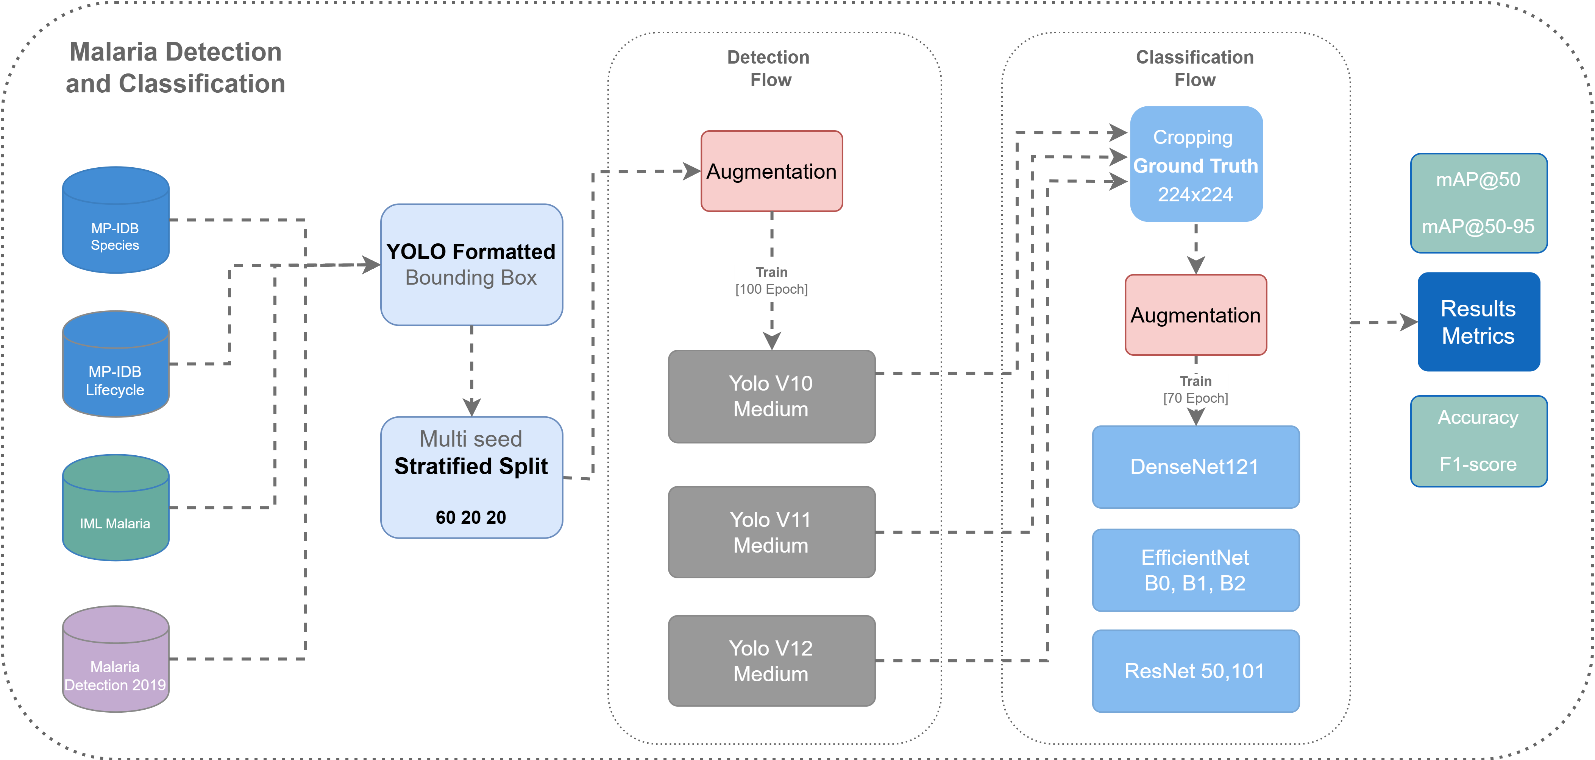 Malaria Detection
and Classification
MP-IDB
Species
MP-IDB
Lifecycle
IML Malaria
Malaria
Detection 2019
YOLO Formatted
Bounding Box
Multi seed
Stratified Split
60 20 20
Detection
Flow
Augmentation
Train
[100 Epoch]
Yolo V10
Medium
Yolo V11
Medium
Yolo V12
Medium
Classification
Flow
Cropping
Ground Truth
224x224
Augmentation
Train
[70 Epoch]
DenseNet121
EfficientNet
B0, B1, B2
ResNet 50,101
mAP@50
mAP@50-95
Results
Metrics
Accuracy
F1-score